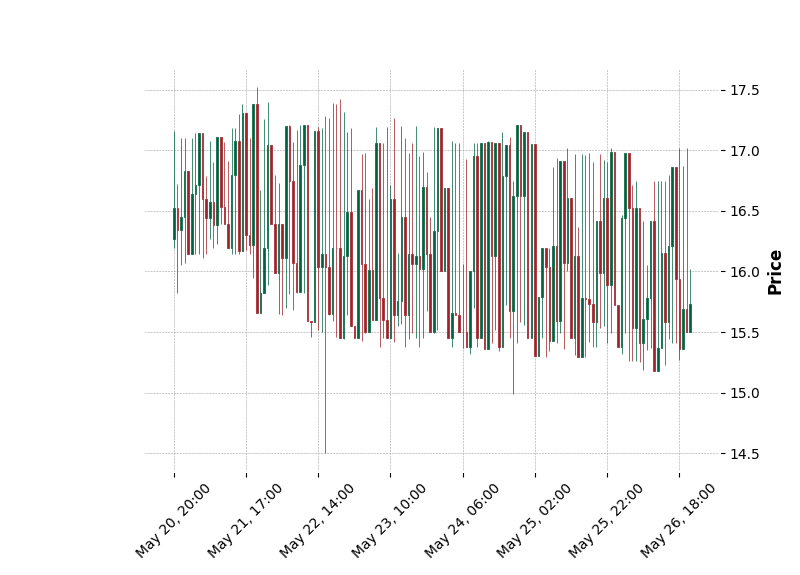 17.5
17.0
16.5
16.0
15.5
15.0
14.5
Price
May 20, 20:00
May 21, 17:00
May 22, 14:00
May 23, 10:00
May 24, 06:00
May 25, 02:00
May 25, 22:00
May 26, 18:00